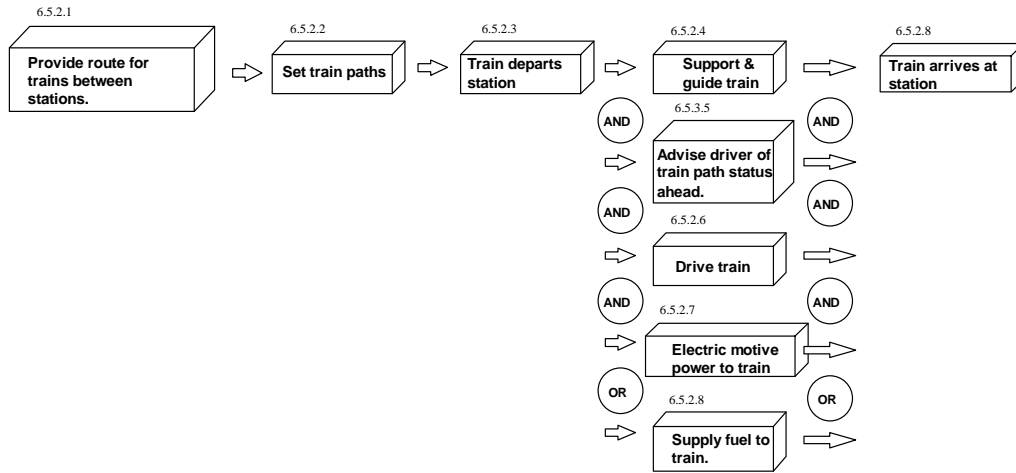 6.5.2.1
Provide route for
trains between
stations.
6.5.2.2
Set train paths
6.5.2.3
Train departs
station
6.5.2.4
Support &
guide train
6.5.2.8
Train arrives at
station
AND
AND
6.5.3.5
Advise driver of
train path status
ahead.
AND
AND
6.5.2.6
Drive train
AND
AND
6.5.2.7
Electric motive
power to train
OR
OR
6.5.2.8
Supply fuel to
train.